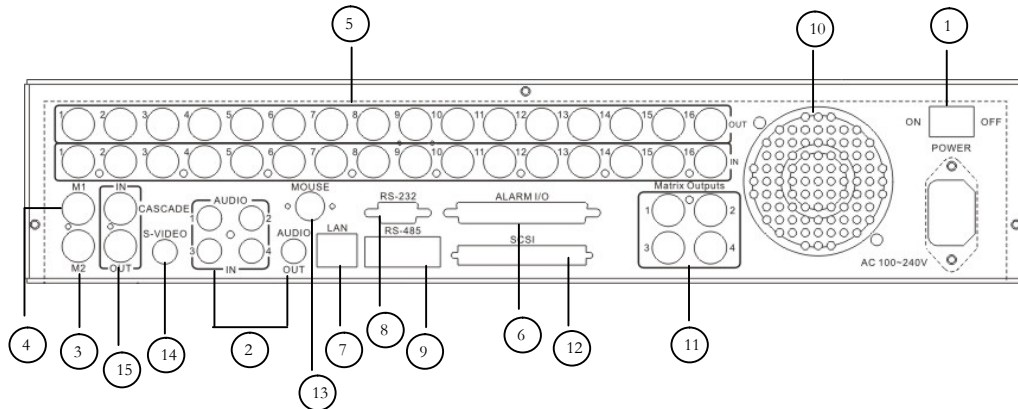 5 10 1
1 2 3 4 5 6 7 8 9 10 11 12 13 14 15 16 OUT
1 2 3 4 5 6 7 8 9 10 11 12 13 14 15 16 IN
ON OFF
POWER
M1 IN MOUSE Matrix Outputs
CASCADE AUDIO RS-232 ALARM I/O
1 2 1 2
S-VIDEO AUDIO LAN RS-485 SCSI
3 4 3 4
M2 OUT IN OUT AC 100~240V
4 3 15 14 2 13 7 8 9 6 12 11